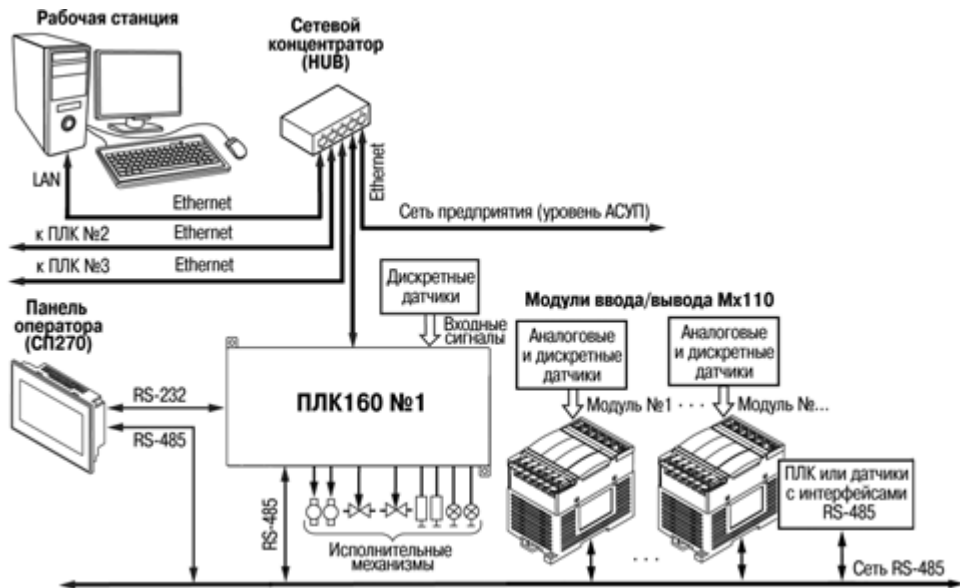 Рабочая станция
Сетевой
концентратор
(HUB)
LAN
Ethernet
Ethernet
Сеть предприятия (уровень АСУП)
к ПЛК №2
Ethernet
к ПЛК №3
Ethernet
Дискретные
датчики
Входные
сигналы
Модули ввода/вывода Мх110
Панель
оператора
(СП270)
Аналоговые
и дискретные
датчики
Аналоговые
и дискретные
датчики
RS-232
RS-485
ПЛК160 №1
Модуль №1 · · ·
Модуль №...
RS-485
Исполнительные
механизмы
ПЛК или датчики
с интерфейсами
RS-485
. . .
Сеть RS-485